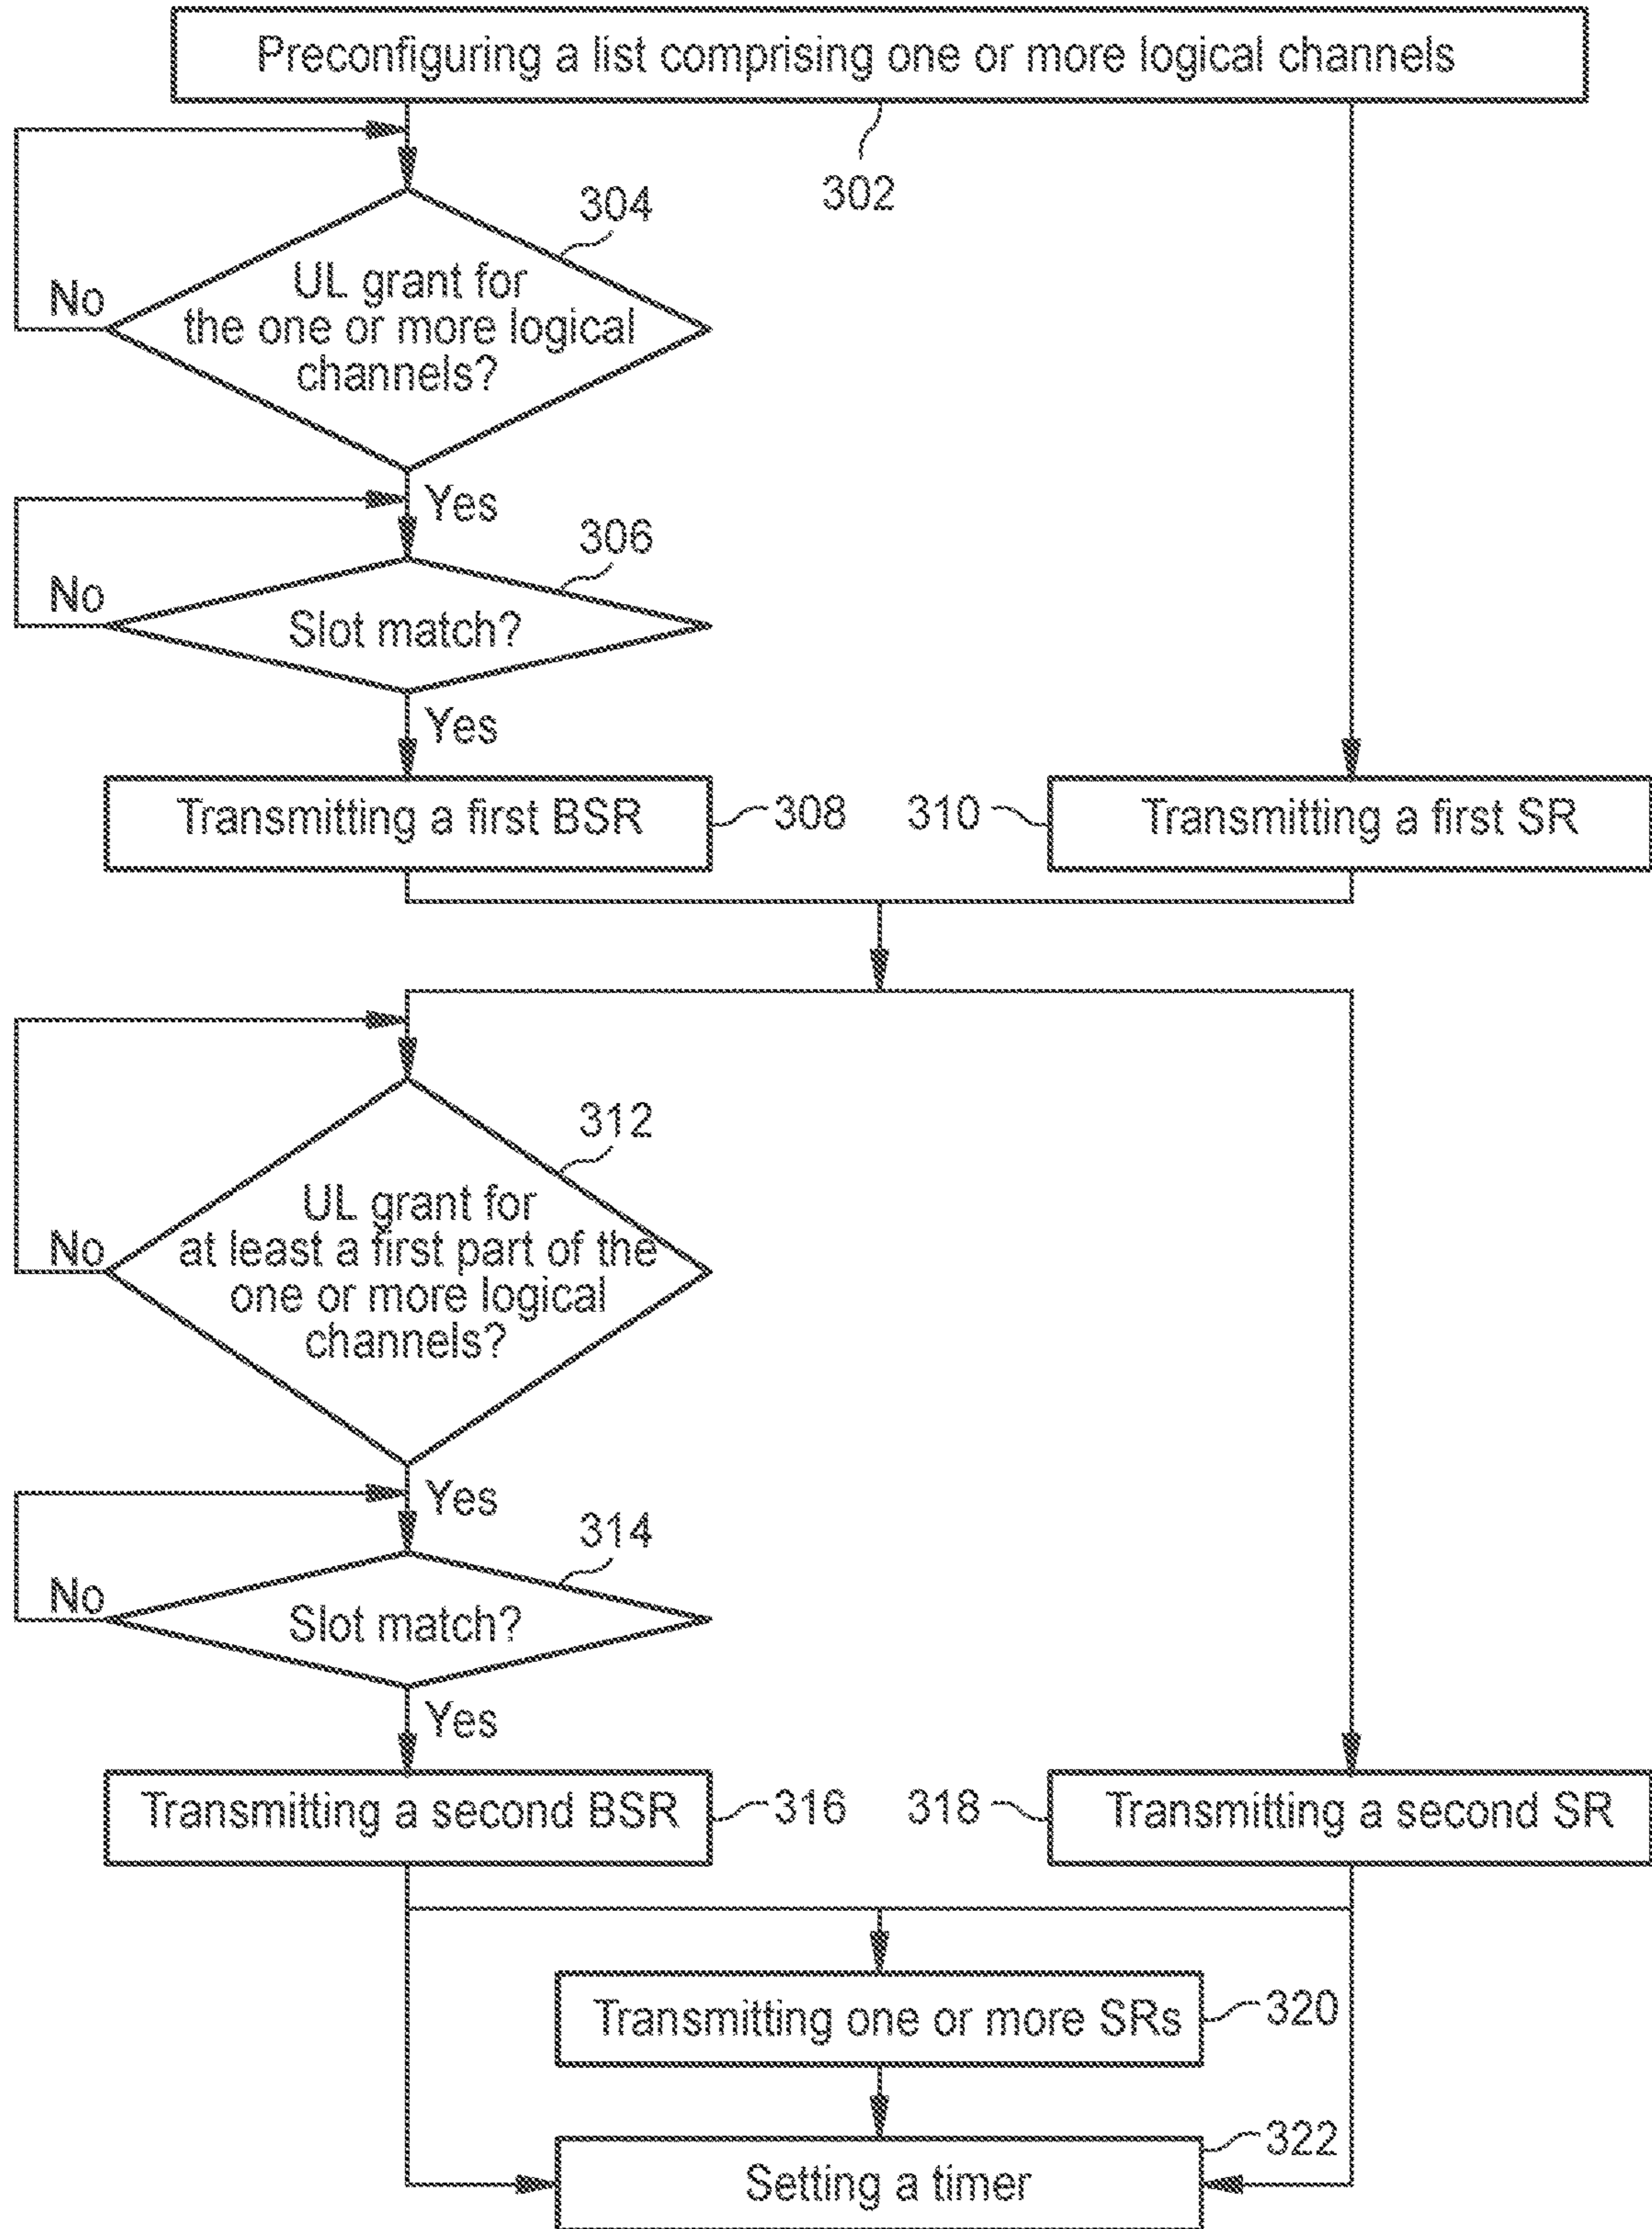 Preconfiguring a list comprising one or more logical channels
302
304
UL grant for
the one or more logical
channels?
No
Yes
306
Slot match?
No
Yes
Transmitting a first BSR
308
310
Transmitting a first SR
312
UL grant for
at least a first part of the
one or more logical
channels?
No
Yes
314
Slot match?
No
Yes
Transmitting a second BSR
316
318
Transmitting a second SR
Transmitting one or more SRs
320
322
Setting a timer